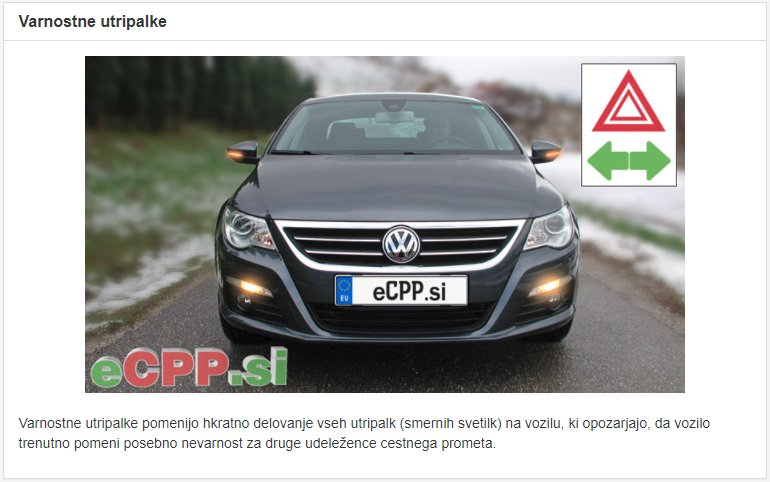 Varnostne utripalke
eCPP.si
EU
eCPP.si
Varnostne utripalke pomenijo hkratno delovanje vseh utripalk (smernih svetilk) na vozilu, ki opozarjajo, da vozilo
trenutno pomeni posebno nevarnost za druge udeležence cestnega prometa.